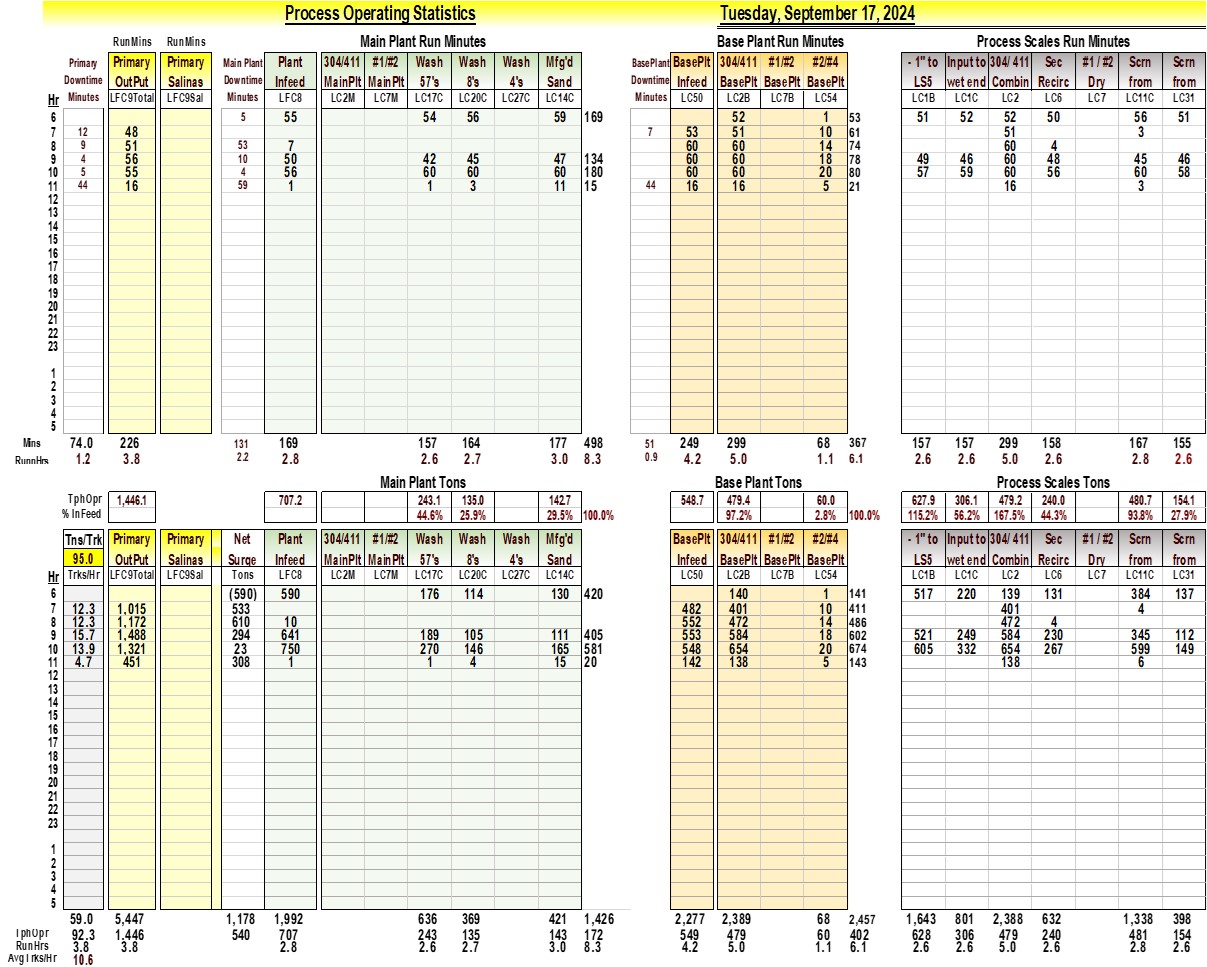 Process Operating Statistics Tuesday, September 17, 2024
RunMins RunMins Main Plant Run Minutes Base Plant Run Minutes Process Scales Run Minutes
Primary Primary Primary Main Plant Plant 304/411 #1/#2 Wash Wash Wash Mfg'd BasePlant BasePlt 304/411 #1/#2 #2/#4 - 1" to Input to 304/ 411 Sec #1 / #2 Scrn Scrn
Downtime OutPut Salinas Downtime Infeed MainPlt MainPlt 57's 8's 4's Sand Downtime Infeed BasePlt BasePlt BasePlt LS5 wet end Combin Recirc Dry from from
Hr Minutes LFC9Total LFC9Sal Minutes LFC8 LC2M LC7M LC17C LC20C LC27C LC14C Minutes LC50 LC2B LC7B LC54 LC1B LC1C LC2 LC6 LC7 LC11C LC31
6 5 55 54 56 59 169 52 1 53 51 52 52 50 56 51
7 12 48 7 53 51 10 61 51 3
8 9 51 53 7 60 60 14 74 60 4
9 4 56 10 50 42 45 47 134 60 60 18 78 49 46 60 48 45 46
10 5 55 4 56 60 60 60 180 60 60 20 80 57 59 60 56 60 58
11 44 16 59 1 1 3 11 15 44 16 16 5 21 16 3
12
13
14
15
16
17
18
19
20
21
22
23
1
2
3
4
5
Mins 74.0 226 131 169 157 164 177 498 51 249 299 68 367 157 157 299 158 167 155
RunnHrs 1.2 3.8 2.2 2.8 2.6 2.7 3.0 8.3 0.9 4.2 5.0 1.1 6.1 2.6 2.6 5.0 2.6 2.8 2.6
Main Plant Tons Base Plant Tons Process Scales Tons
TphOpr 1,446.1 707.2 243.1 135.0 142.7 548.7 479.4 60.0 627.9 306.1 479.2 240.0 480.7 154.1
% InFeed 44.6% 25.9% 29.5% 100.0% 97.2% 2.8% 100.0% 115.2% 56.2% 167.5% 44.3% 93.8% 27.9%
Tns/Trk Primary Primary Net Plant 304/411 #1/#2 Wash Wash Wash Mfg'd BasePlt 304/411 #1/#2 #2/#4 - 1" to Input to 304/ 411 Sec #1 / #2 Scrn Scrn
95.0 OutPut Salinas Surge Infeed MainPlt MainPlt 57's 8's 4's Sand Infeed BasePlt BasePlt BasePlt LS5 wet end Combin Recirc Dry from from
Hr Trks/Hr LFC9Total LFC9Sal Tons LFC8 LC2M LC7M LC17C LC20C LC27C LC14C LC50 LC2B LC7B LC54 LC1B LC1C LC2 LC6 LC7 LC11C LC31
6 (590) 590 176 114 130 420 140 1 141 517 220 139 131 384 137
7 12.3 1,015 533 482 401 10 411 401 4
8 12.3 1,172 610 10 552 472 14 486 472 4
9 15.7 1,488 294 641 189 105 111 405 553 584 18 602 521 249 584 230 345 112
10 13.9 1,321 23 750 270 146 165 581 548 654 20 674 605 332 654 267 599 149
11 4.7 451 308 1 1 4 15 20 142 138 5 143 138 6
12
13
14
15
16
17
18
19
20
21
22
23
1
2
3
4
5
59.0 5,447 1,178 1,992 636 369 421 1,426 2,277 2,389 68 2,457 1,643 801 2,388 632 1,338 398
TphOpr 92.3 1,446 540 707 243 135 143 172 549 479 60 402 628 306 479 240 481 154
RunHrs 3.8 3.8 2.8 2.6 2.7 3.0 8.3 4.2 5.0 1.1 6.1 2.6 2.6 5.0 2.6 2.8 2.6
AvgTrks/Hr 10.6